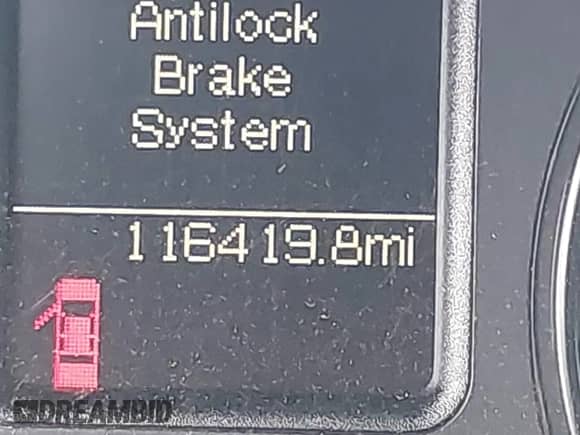 Antilock
Brake
System
116419.8mi
DREAMBID